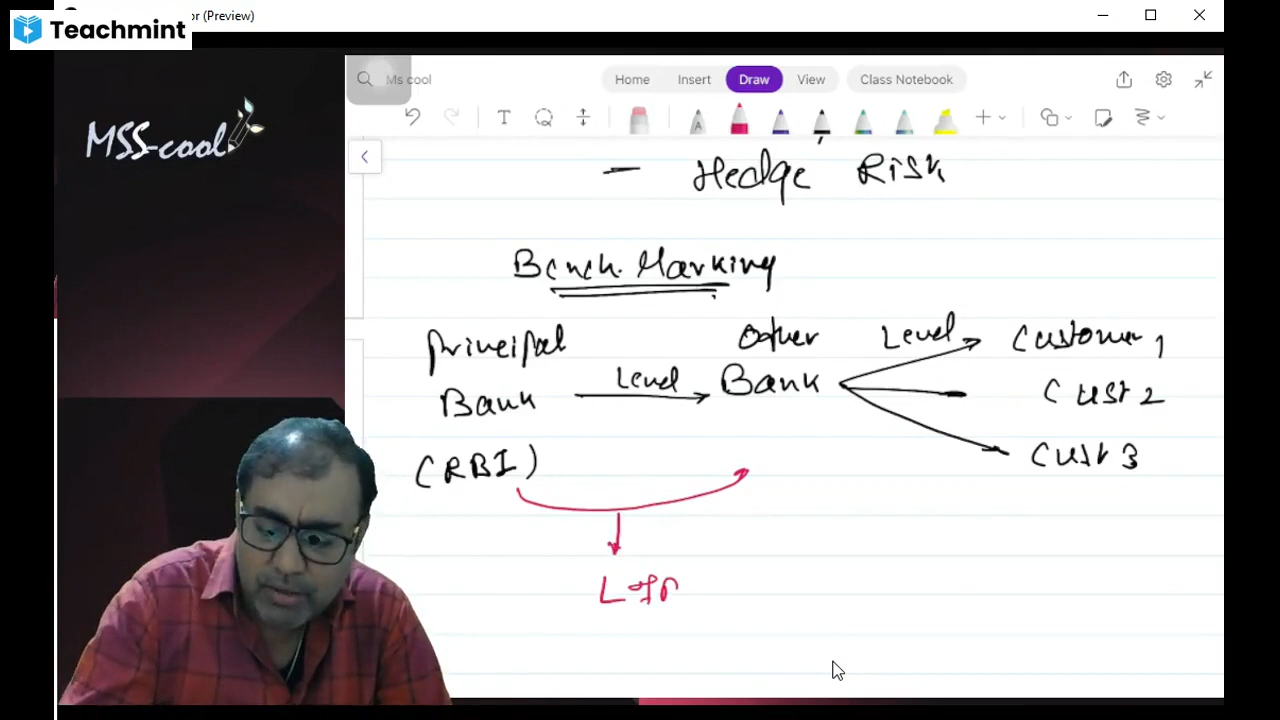 Teachmint
or (Preview)
MSS-cool
Ms cool
Home Insert Draw View Class Notebook
T
A
- Hedge Risk
Bench Marking
Principal Bank (RBI)
Level
Other Bank
Level
Customer 1
Cust 2
Cust 3